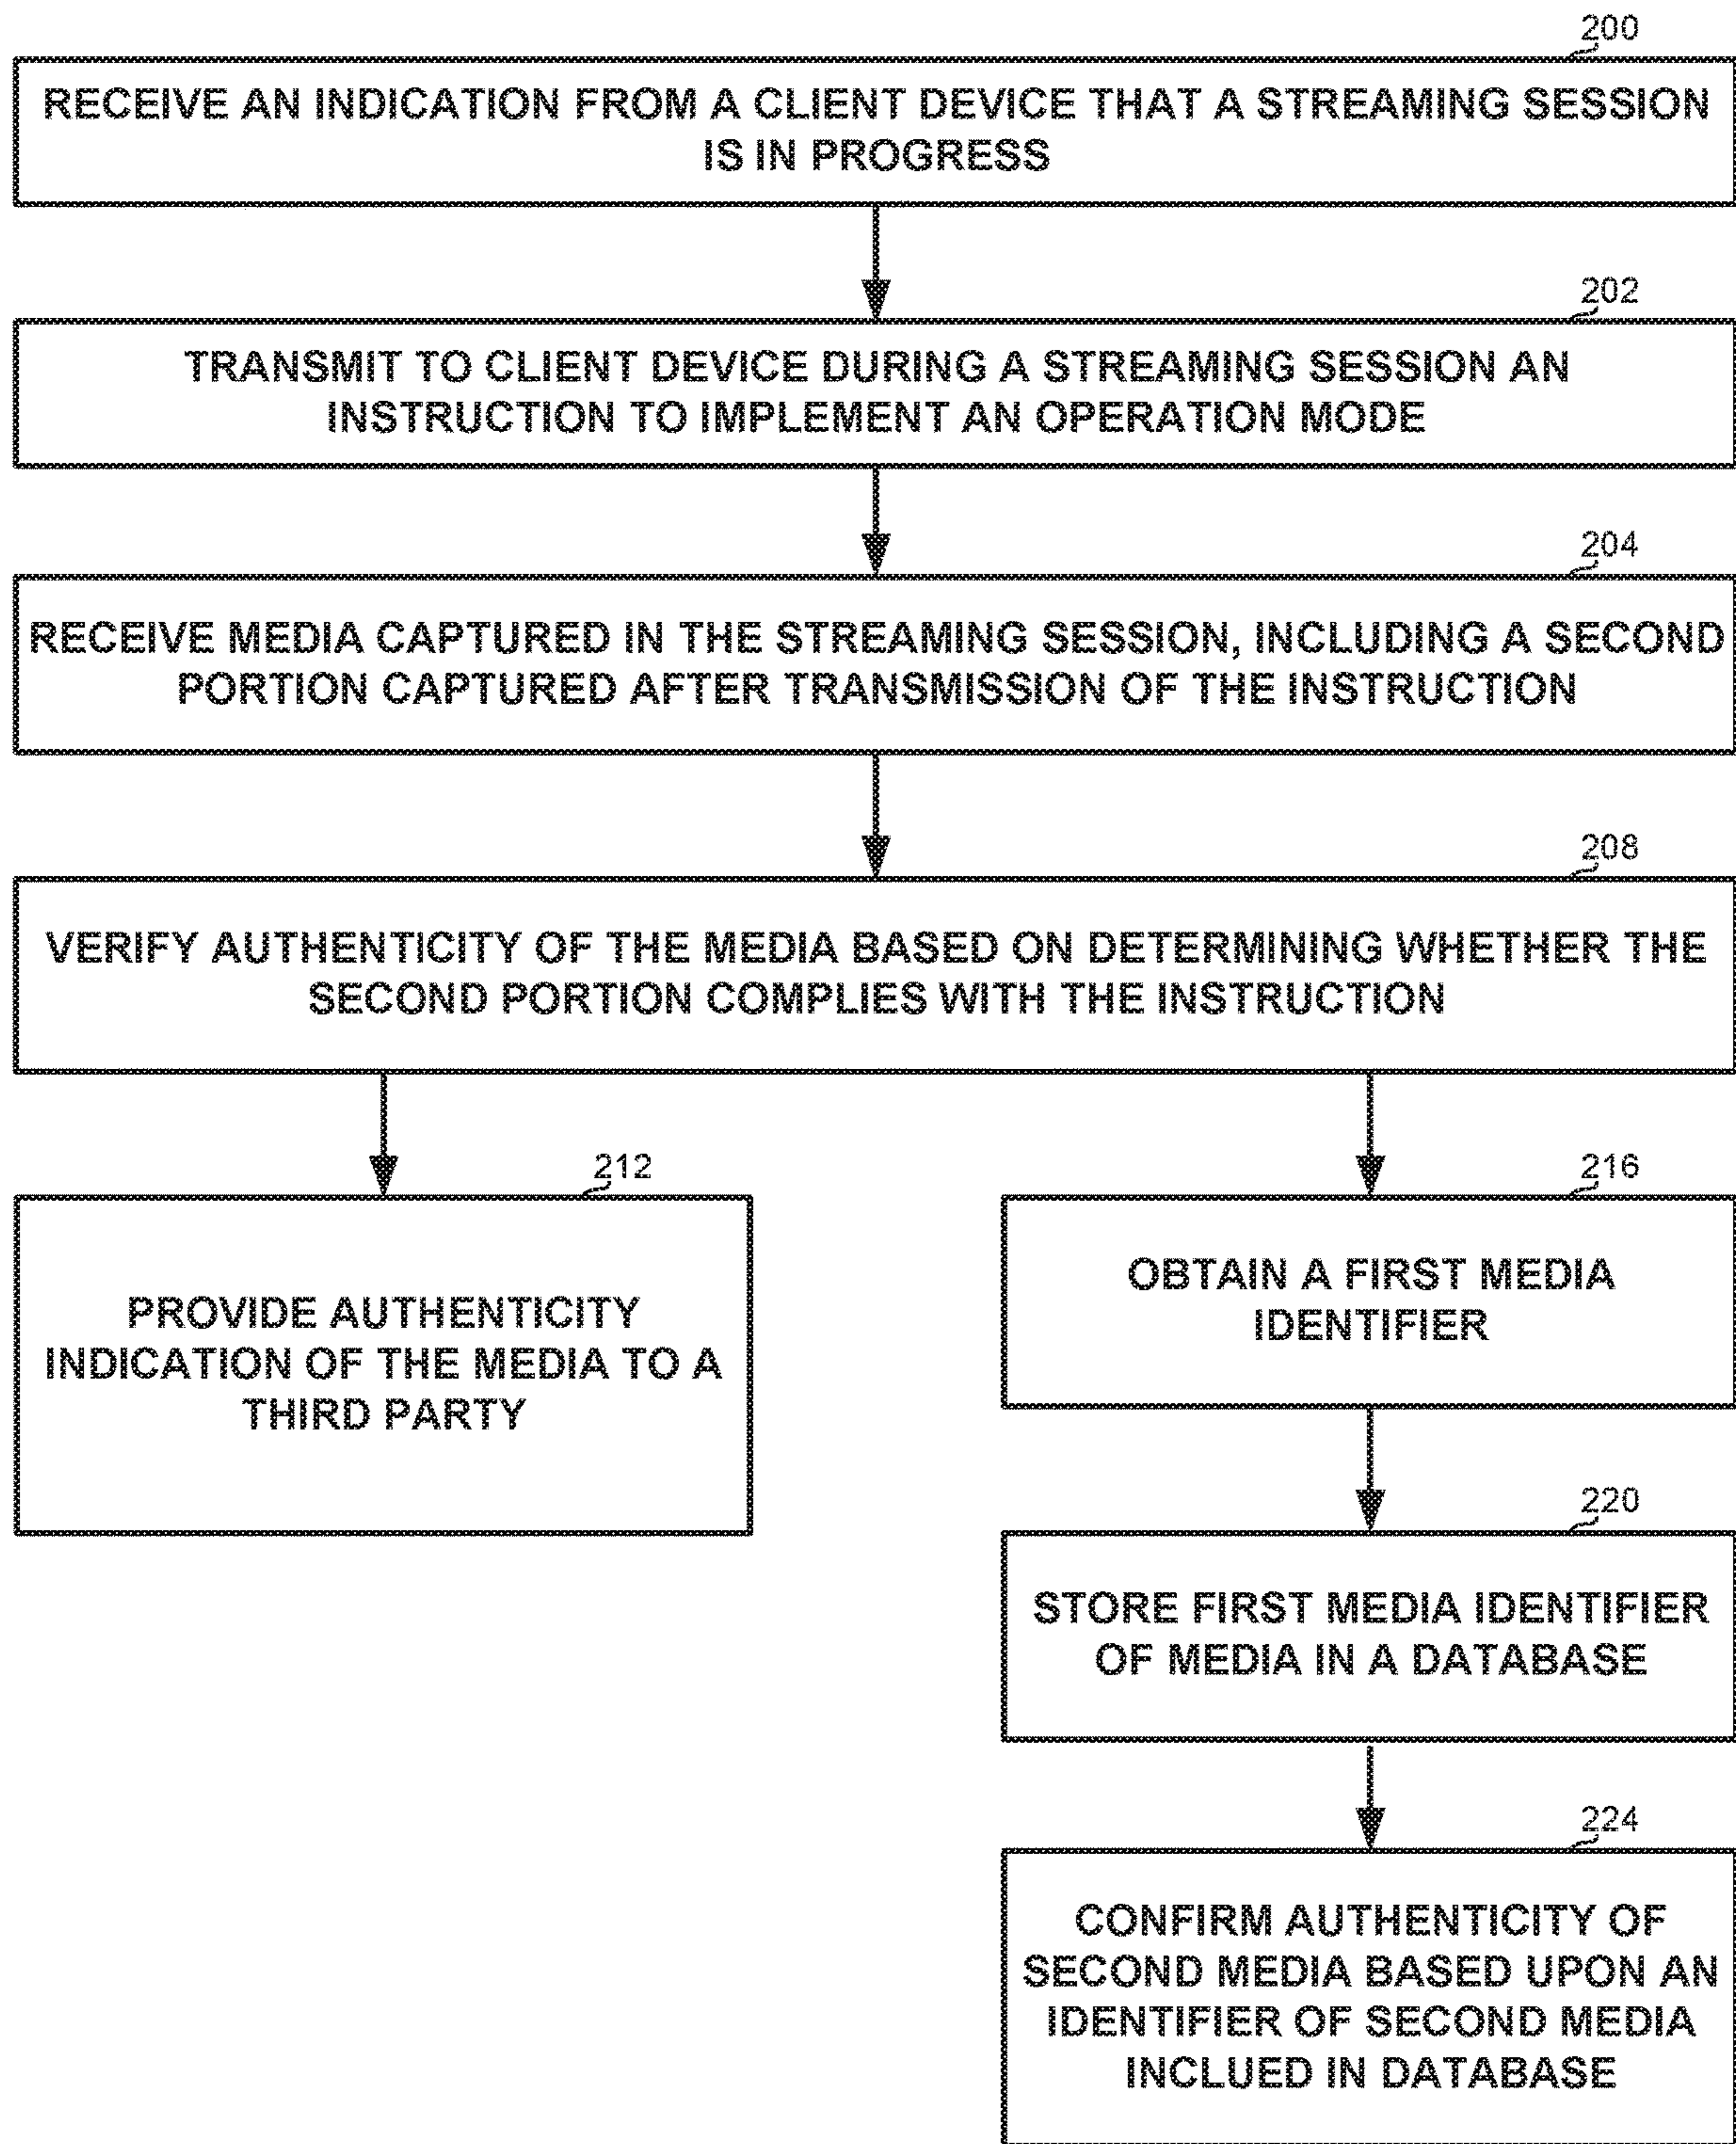 200
RECEIVE AN INDICATION FROM A CLIENT DEVICE THAT A STREAMING SESSION
IS IN PROGRESS
202
TRANSMIT TO CLIENT DEVICE DURING A STREAMING SESSION AN
INSTRUCTION TO IMPLEMENT AN OPERATION MODE
204
RECEIVE MEDIA CAPTURED IN THE STREAMING SESSION, INCLUDING A SECOND
PORTION CAPTURED AFTER TRANSMISSION OF THE INSTRUCTION
208
VERIFY AUTHENTICITY OF THE MEDIA BASED ON DETERMINING WHETHER THE
SECOND PORTION COMPLIES WITH THE INSTRUCTION
212
PROVIDE AUTHENTICITY
INDICATION OF THE MEDIA TO A
THIRD PARTY
216
OBTAIN A FIRST MEDIA
IDENTIFIER
220
STORE FIRST MEDIA IDENTIFIER
OF MEDIA IN A DATABASE
224
CONFIRM AUTHENTICITY OF
SECOND MEDIA BASED UPON AN
IDENTIFIER OF SECOND MEDIA
INCLUED IN DATABASE